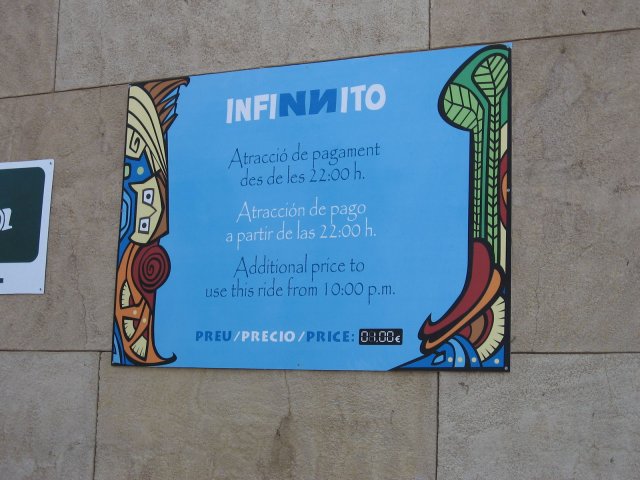 INFINNITO
Atracció de pagament
des de les 22:00 h.
Atracción de pago
a partir de las 22:00 h.
Additional price to
use this ride from 10:00 p.m.
PREU/PRECIO/PRICE: 01,00€